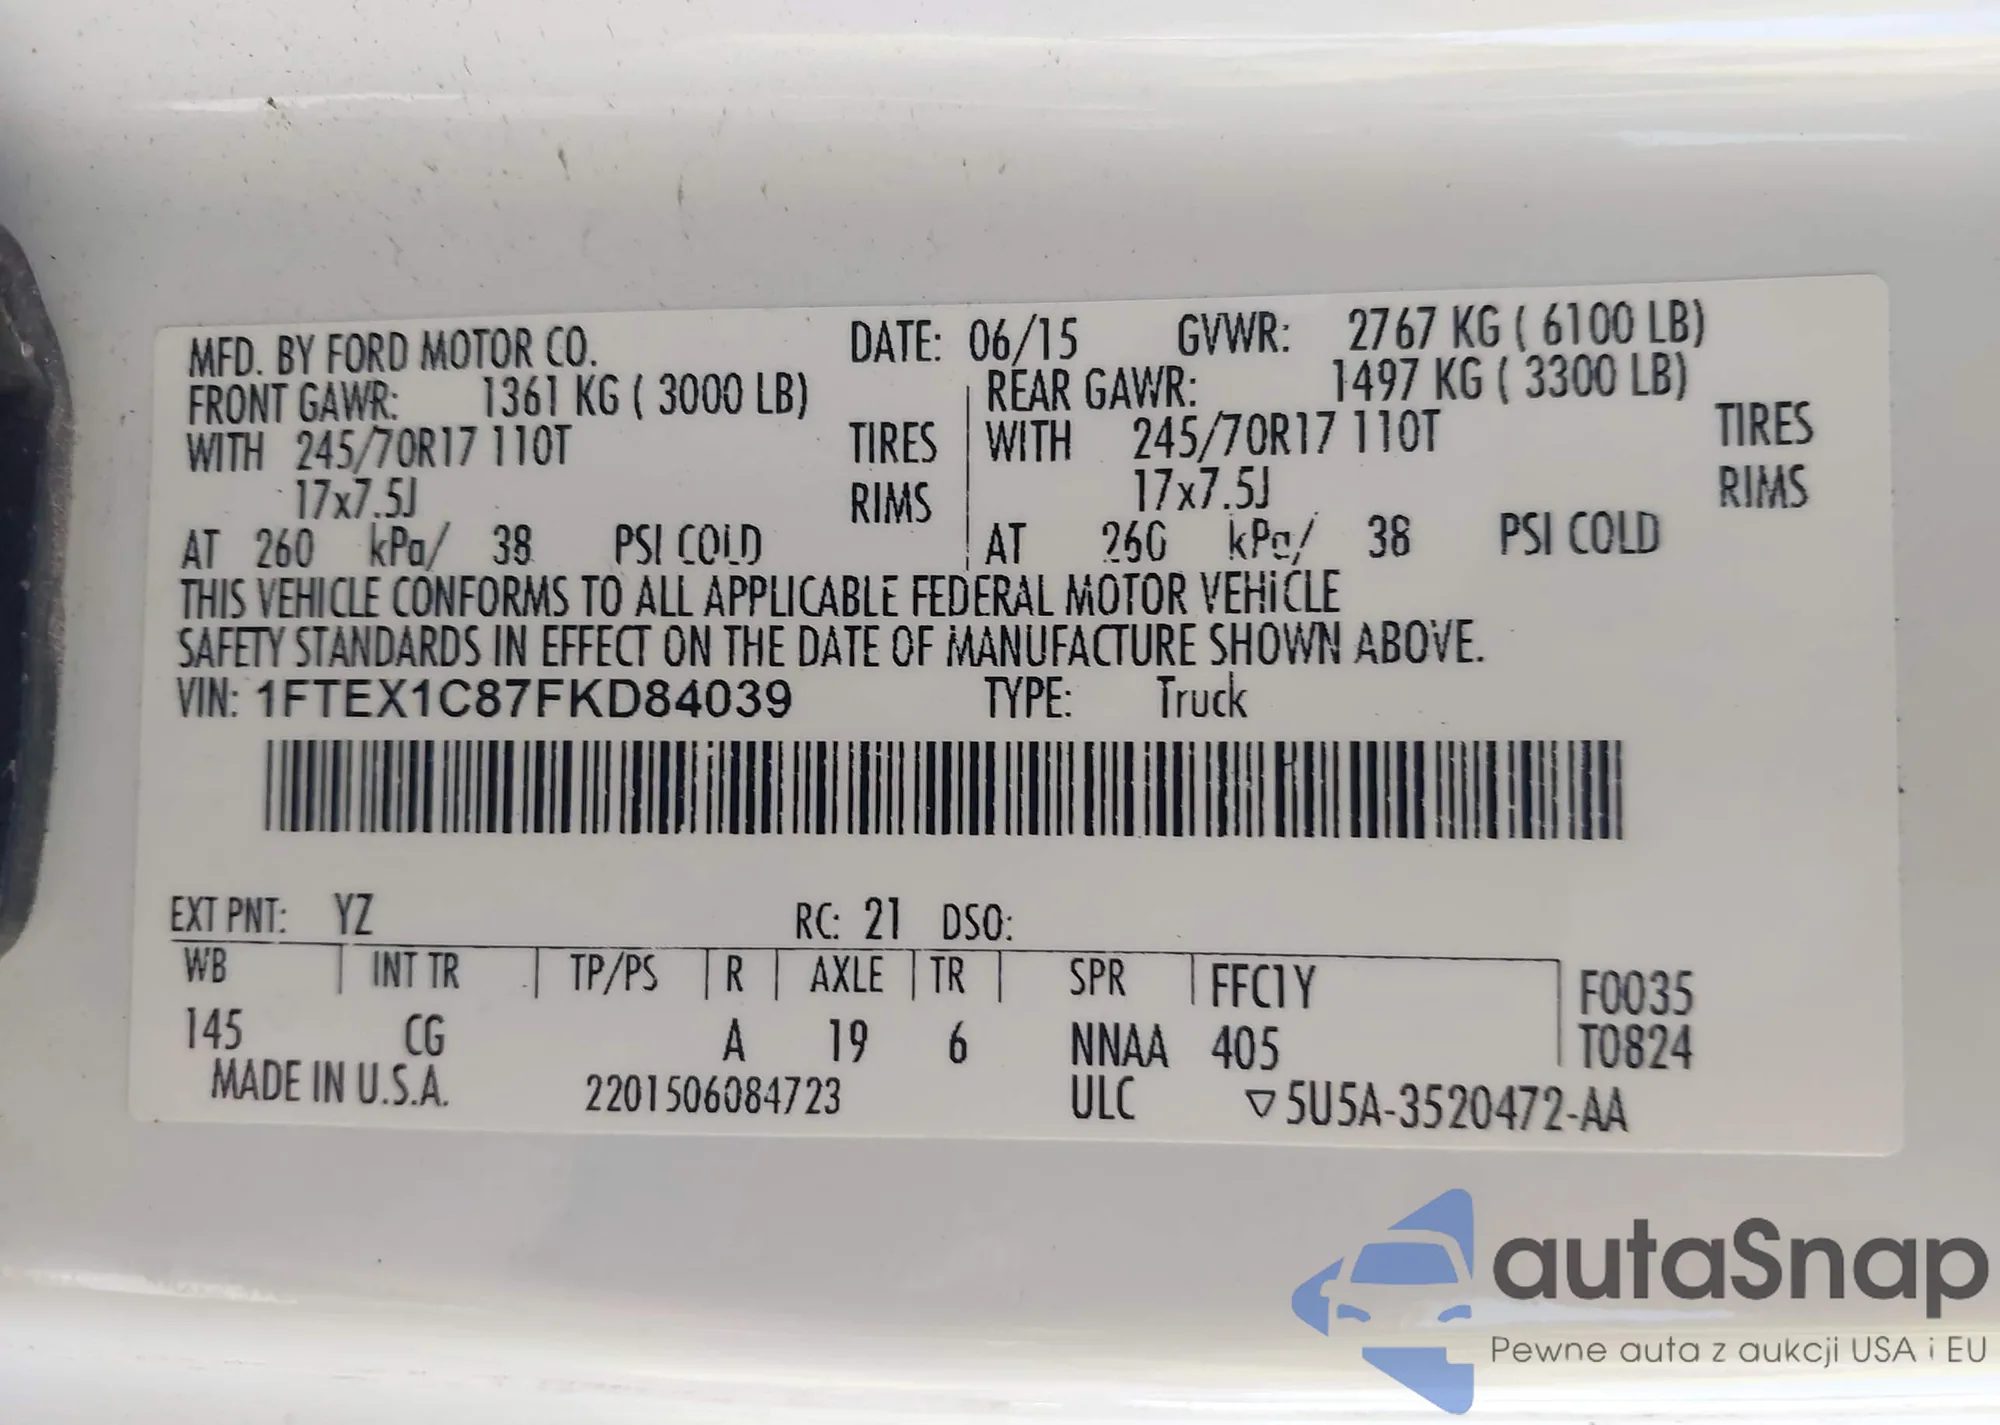 MFD. BY FORD MOTOR CO. DATE: 06/15 GVWR: 2767 KG ( 6100 LB)
FRONT GAWR: 1361 KG ( 3000 LB) REAR GAWR: 1497 KG ( 3300 LB)
WITH 245/70R17 110T TIRES WITH 245/70R17 110T TIRES
17x7.5J RIMS 17x7.5J RIMS
AT 260 kPa/ 38 PSI COLD AT 260 kPa/ 38 PSI COLD
THIS VEHICLE CONFORMS TO ALL APPLICABLE FEDERAL MOTOR VEHICLE
SAFETY STANDARDS IN EFFECT ON THE DATE OF MANUFACTURE SHOWN ABOVE.
VIN: 1FTEX1C87FKD84039 TYPE: Truck
EXT PNT: YZ RC: 21 DSO:
WB INT TR TP/PS R AXLE TR SPR FFC1Y F0035
145 CG A 19 6 NNAA 405 T0824
MADE IN U.S.A. 2201506084723 ULC ▽5U5A-3520472-AA
autaSnap
Pewne auta z aukcji USA i EU